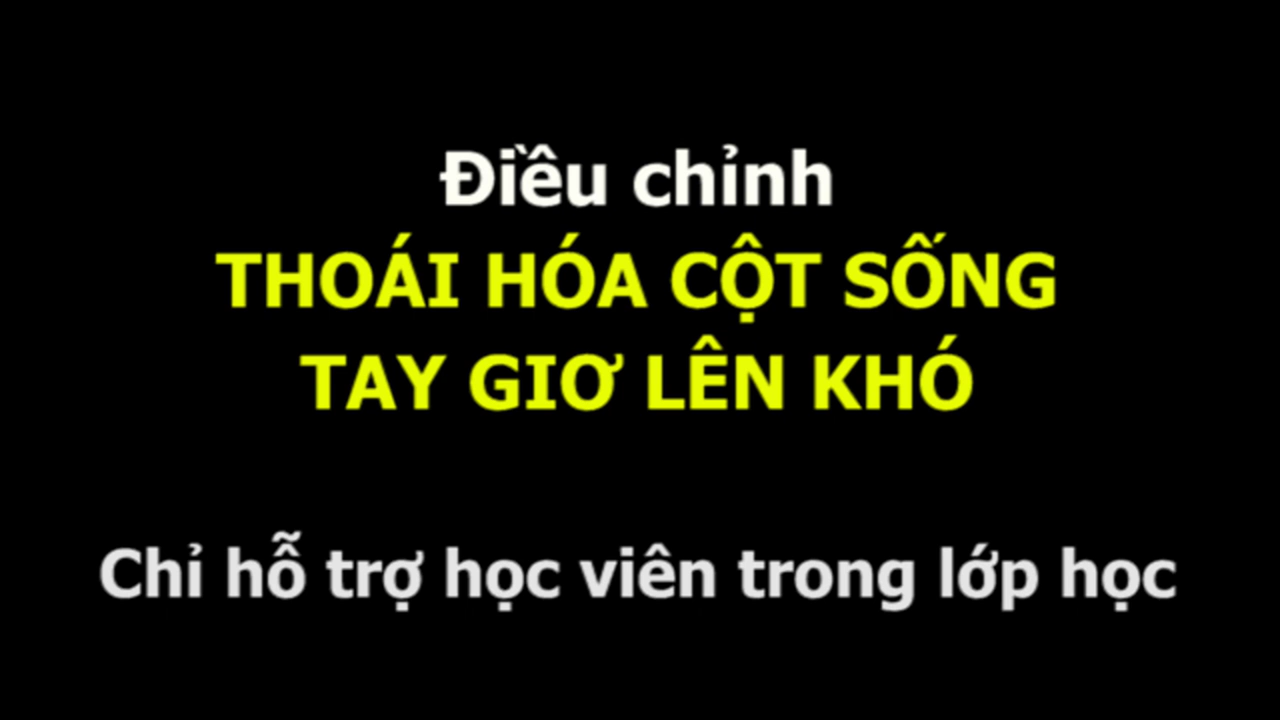 Điều chỉnh
THOÁI HÓA CỘT SỐNG
TAY GIƠ LÊN KHÓ
Chỉ hỗ trợ học viên trong lớp học